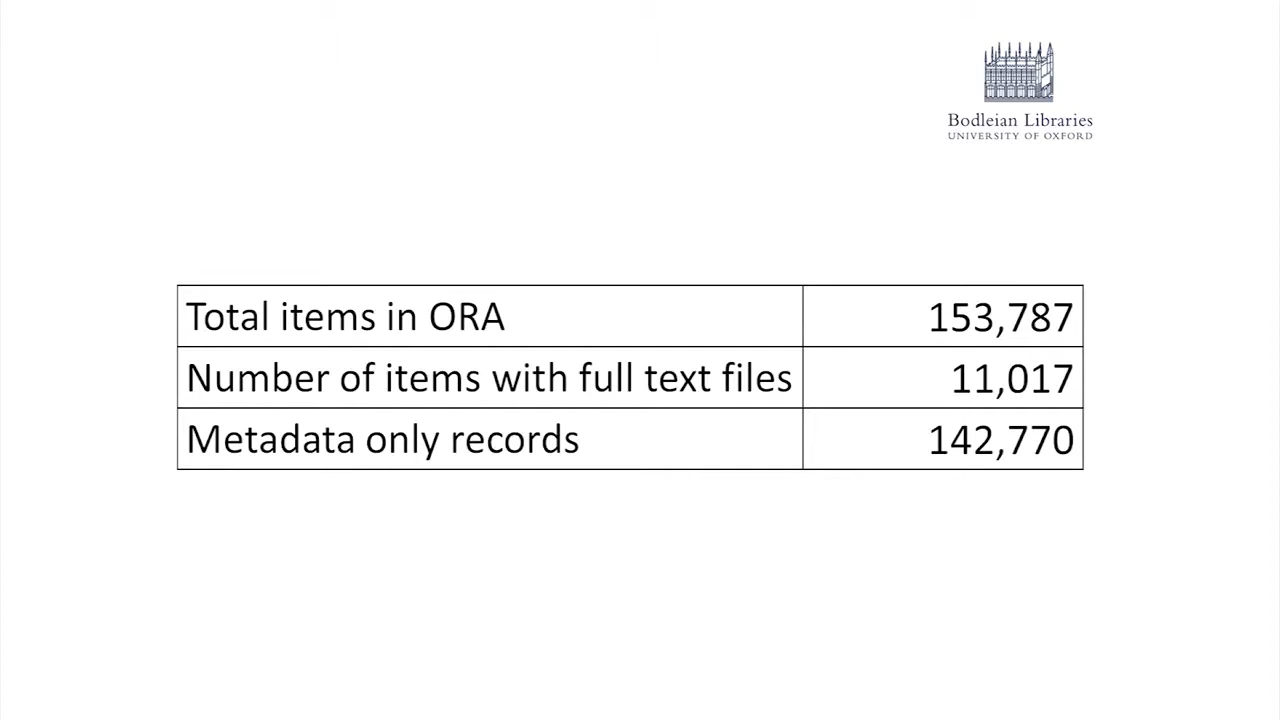 Bodleian Libraries
UNIVERSITY OF OXFORD
Total items in ORA 153,787
Number of items with full text files 11,017
Metadata only records 142,770